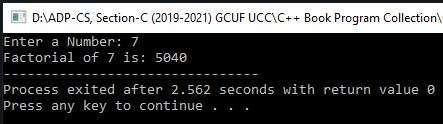 D:\ADP-CS, Section-C (2019-2021) GCUF UCC\C++ Book Program Collection\
Enter a Number: 7
Factorial of 7 is: 5040
--------------------------------
Process exited after 2.562 seconds with return value 0
Press any key to continue . . .